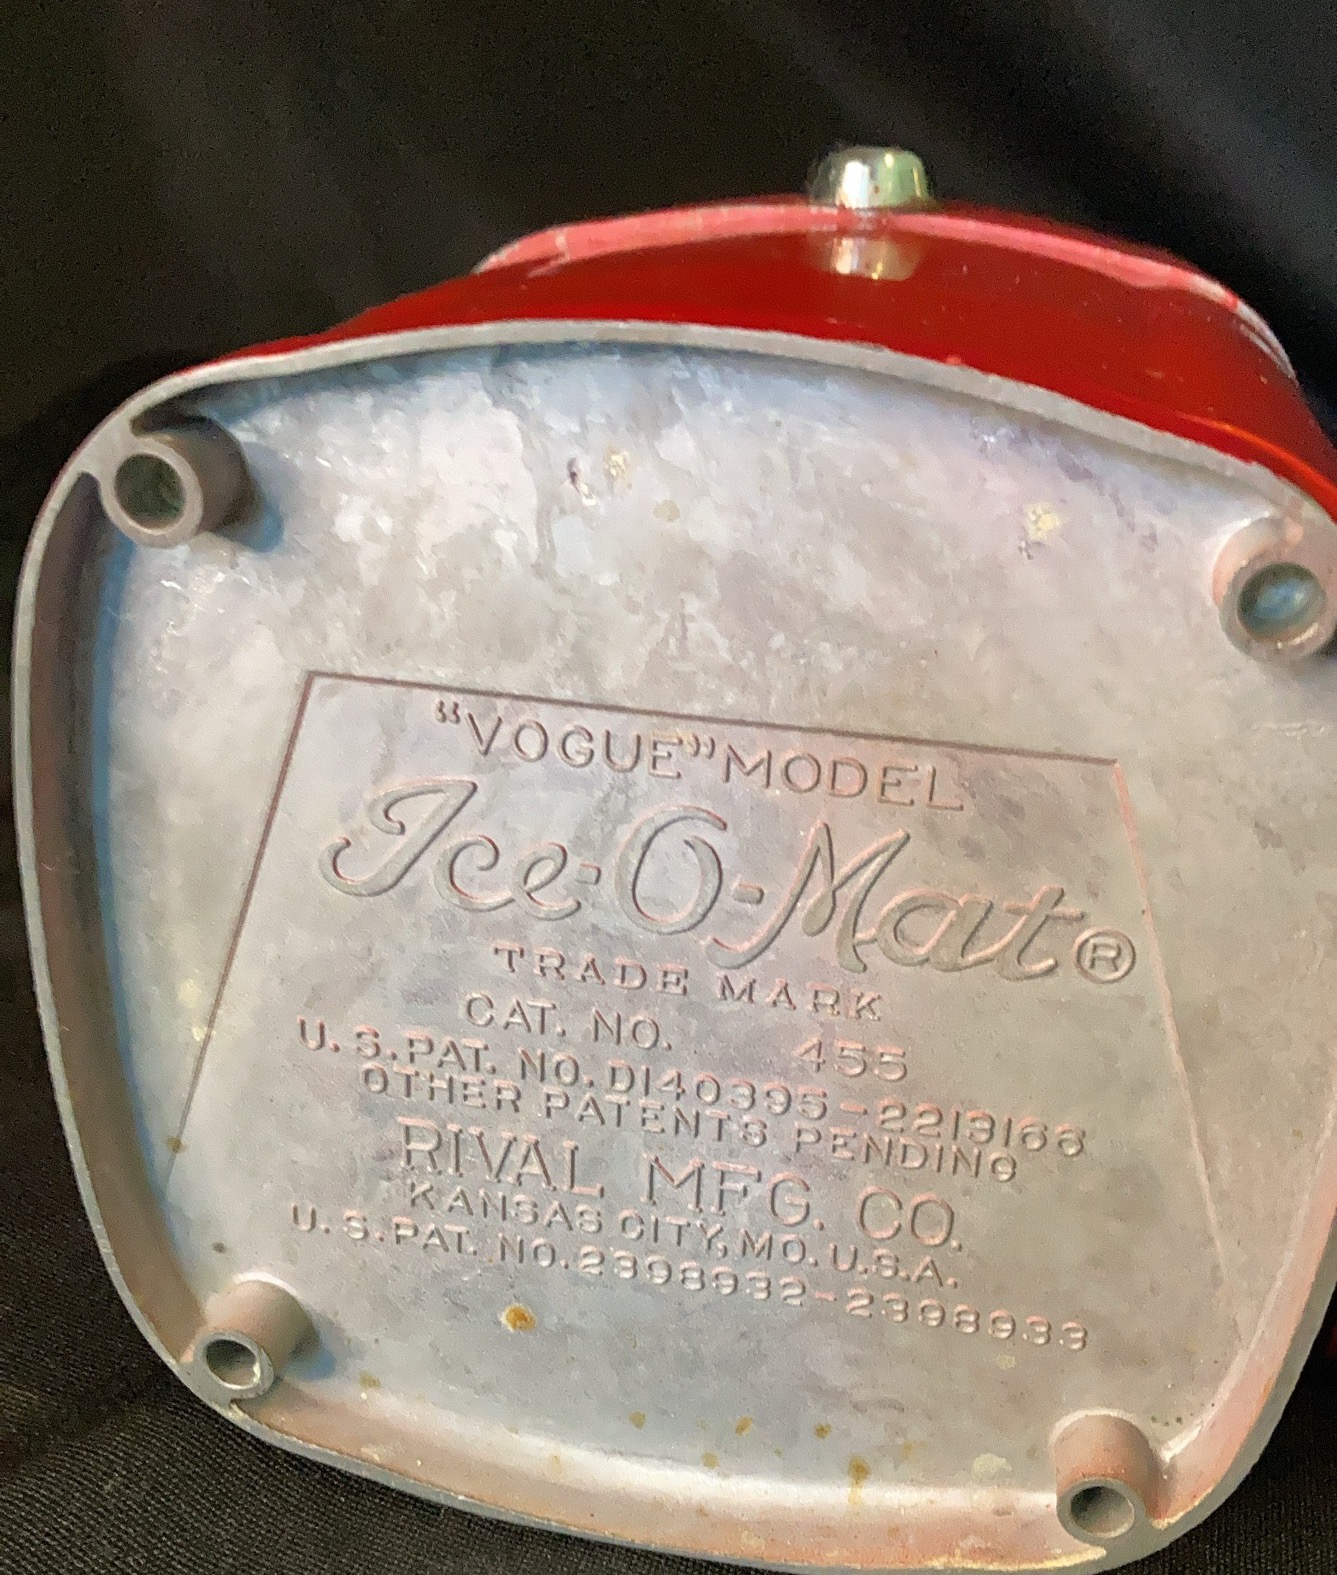 “VOGUE” MODEL
Ice-O-Mat®
TRADE MARK
CAT. NO. 455
U.S. PAT. NO. D140395-2213166
OTHER PATENTS PENDING
RIVAL MFG. CO.
KANSAS CITY, MO. U.S.A.
U.S. PAT. NO. 2398932-2398933